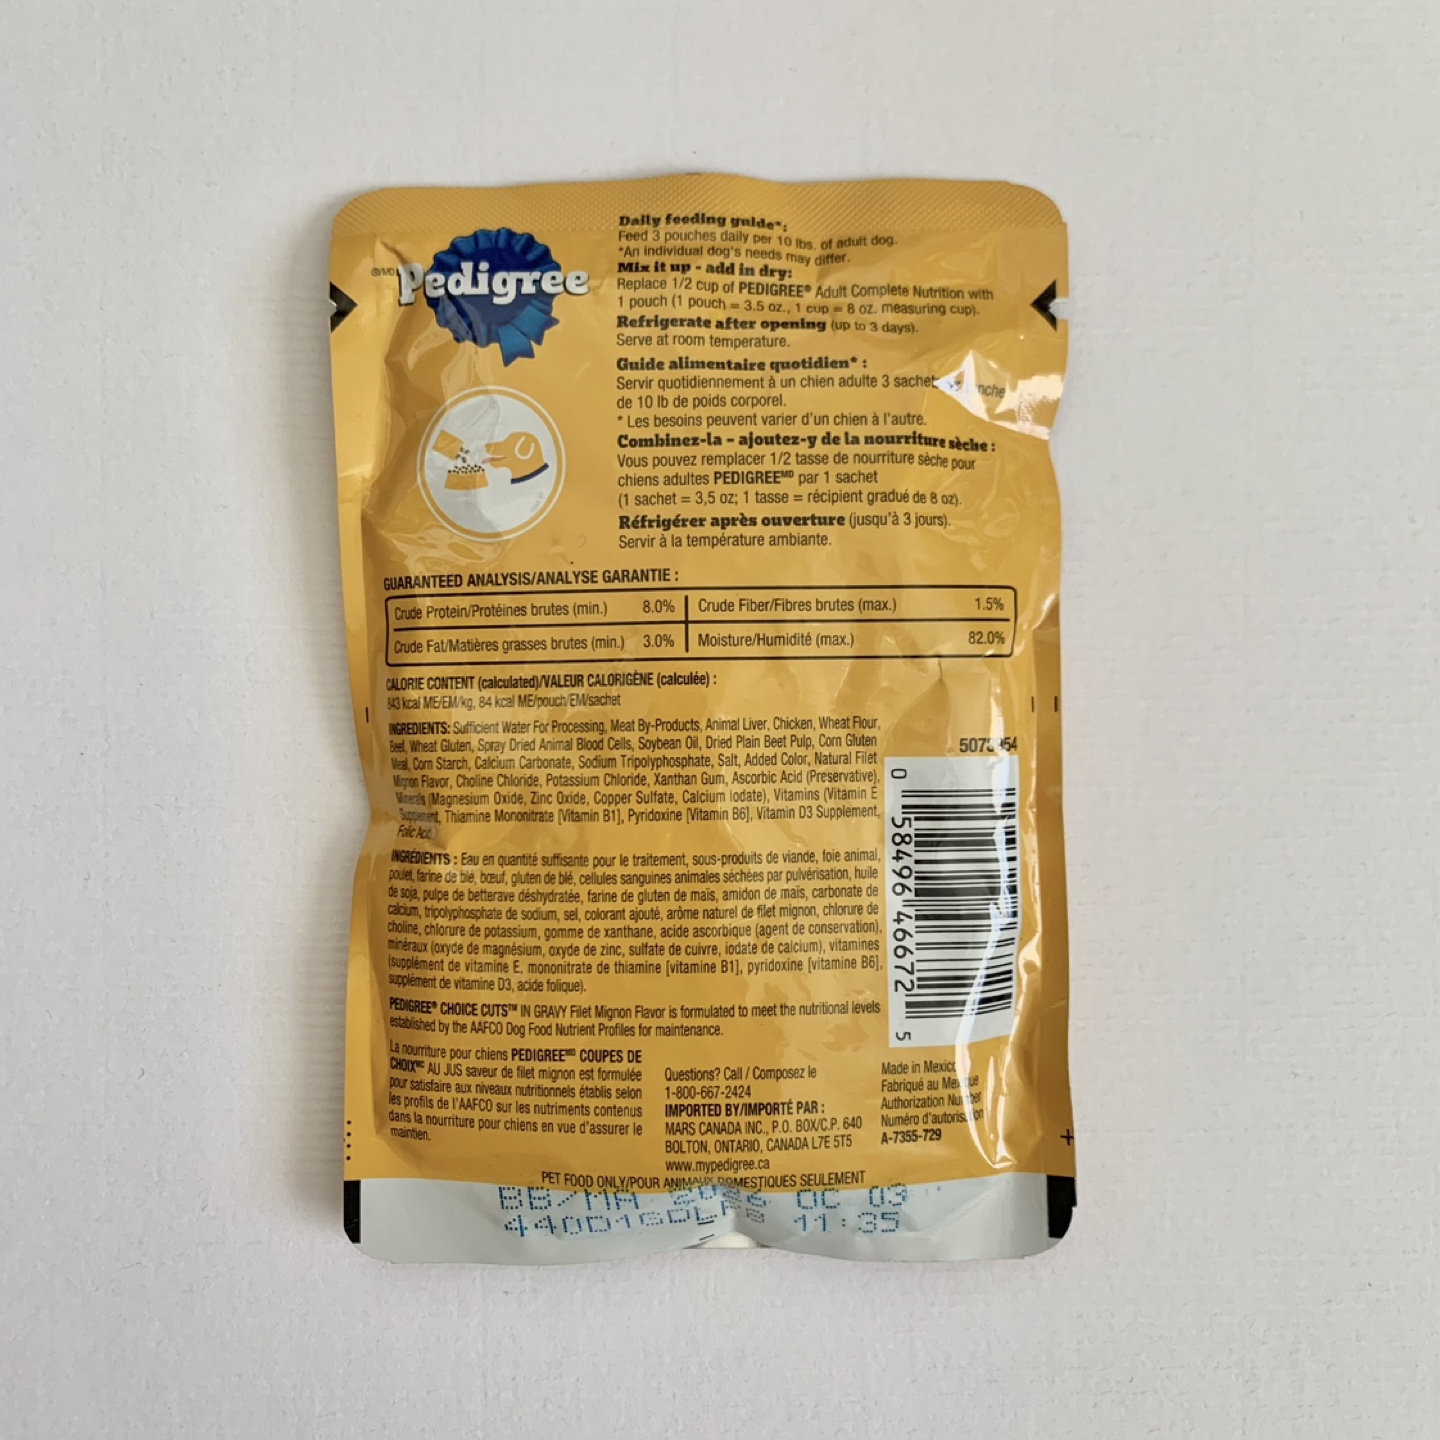 Pedigree
Daily feeding guide*:
Feed 3 pouches daily per 10 lbs. of adult dog.
*An individual dog's needs may differ.
Mix it up - add in dry:
Replace 1/2 cup of PEDIGREE® Adult Complete Nutrition with
1 pouch (1 pouch = 3.5 oz., 1 cup = 8 oz. measuring cup).
Refrigerate after opening (up to 3 days).
Serve at room temperature.
Guide alimentaire quotidien* :
Servir quotidiennement à un chien adulte 3
de 10 lb de poids corporel.
* Les besoins peuvent varier d'un chien à l'autre.
Combinez-la – ajoutez-y de la nourriture sèche :
Vous pouvez remplacer 1/2 tasse de nourriture sèche pour
chiens adultes PEDIGREEMD par 1 sachet
(1 sachet = 3,5 oz; 1 tasse = récipient gradué de 8 oz).
Réfrigérer après ouverture (jusqu'à 3 jours).
Servir à la température ambiante.
GUARANTEED ANALYSIS/ANALYSE GARANTIE :
Crude Protein/Protéines brutes (min.) 8.0% Crude Fiber/Fibres brutes (max.) 1.5%
Crude Fat/Matières grasses brutes (min.) 3.0% Moisture/Humidité (max.) 82.0%
CALORIE CONTENT (calculated)/VALEUR CALORIGÈNE (calculée) :
843 kcal ME/EM/kg, 84 kcal ME/pouch/EM/sachet
INGREDIENTS: Sufficient Water For Processing, Meat By-Products, Animal Liver, Chicken, Wheat Flour,
Beef, Wheat Gluten, Spray Dried Animal Blood Cells, Soybean Oil, Dried Plain Beet Pulp, Corn Gluten
Meal, Corn Starch, Calcium Carbonate, Sodium Tripolyphosphate, Salt, Added Color, Natural Filet
Mignon Flavor, Choline Chloride, Potassium Chloride, Xanthan Gum, Ascorbic Acid (Preservative),
Minerals (Magnesium Oxide, Zinc Oxide, Copper Sulfate, Calcium Iodate), Vitamins (Vitamin E
Supplement, Thiamine Mononitrate [Vitamin B1], Pyridoxine [Vitamin B6], Vitamin D3 Supplement,
Folic Acid
INGRÉDIENTS : Eau en quantité suffisante pour le traitement, sous-produits de viande, foie animal,
poulet, farine de blé, bœuf, gluten de blé, cellules sanguines animales séchées par pulvérisation, huile
de soja, pulpe de betterave déshydratée, farine de gluten de maïs, amidon de maïs, carbonate de
calcium, tripolyphosphate de sodium, sel, colorant ajouté, arôme naturel de filet mignon, chlorure de
choline, chlorure de potassium, gomme de xanthane, acide ascorbique (agent de conservation),
minéraux (oxyde de magnésium, oxyde de zinc, sulfate de cuivre, iodate de calcium), vitamines
(supplément de vitamine E, mononitrate de thiamine [vitamine B1], pyridoxine [vitamine B6],
supplément de vitamine D3, acide folique).
PEDIGREE® CHOICE CUTS™ IN GRAVY Filet Mignon Flavor is formulated to meet the nutritional levels
established by the AAFCO Dog Food Nutrient Profiles for maintenance.
La nourriture pour chiens PEDIGREEMD COUPES DE
CHOIXMC AU JUS saveur de filet mignon est formulée
pour satisfaire aux niveaux nutritionnels établis selon
les profils de l'AAFCO sur les nutriments contenus
dans la nourriture pour chiens en vue d'assurer le
maintien.
Questions? Call / Composez le
1-800-667-2424
IMPORTED BY/IMPORTÉ PAR :
MARS CANADA INC., P.O. BOX/C.P. 640
BOLTON, ONTARIO, CANADA L7E 5T5
www.mypedigree.ca
0 58496 46672 5
Made in Mexico
Fabriqué au Mexique
Authorization Number
Numéro d'autorisation
A-7355-729
PET FOOD ONLY/POUR ANIMAUX DOMESTIQUES SEULEMENT
BB/MA OC 03
11:35